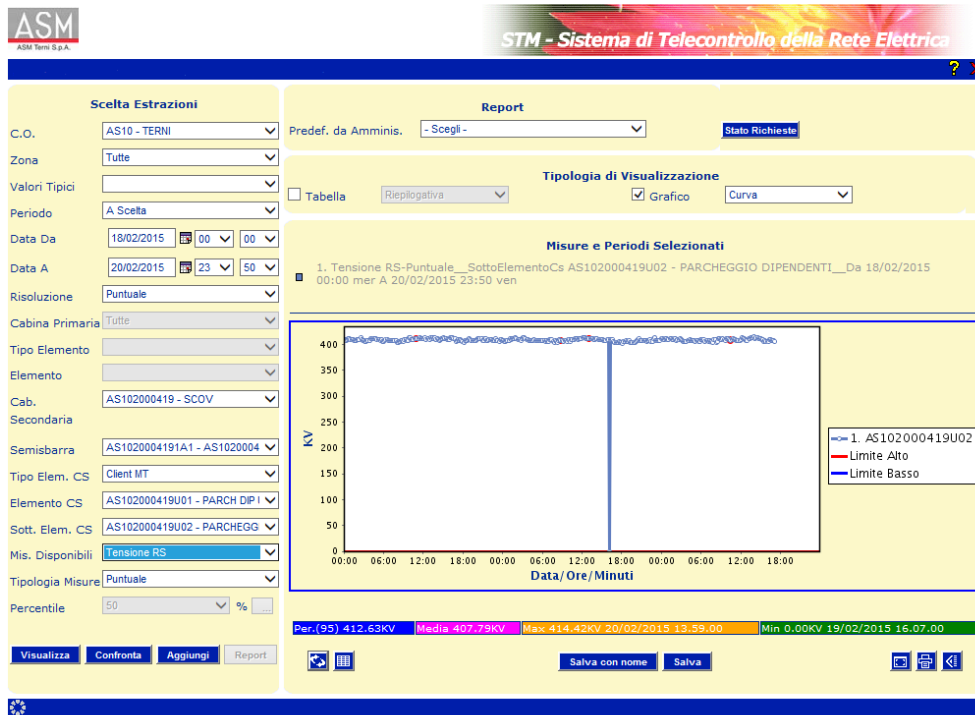 ASM
ASM Terni S.p.A.
STM - Sistema di Telecontrollo della Rete Elettrica
?
Scelta Estrazioni
C.O. AS10 - TERNI
Zona Tutte
Valori Tipici
Periodo A Scelta
Data Da 18/02/2015 00 00
Data A 20/02/2015 23 50
Risoluzione Puntuale
Cabina Primaria Tutte
Tipo Elemento
Elemento
Cab. AS102000419 - SCOV
Secondaria
Semisbarra AS1020004191A1 - AS1020004
Tipo Elem. CS Client MT
Elemento CS AS102000419U01 - PARCH DIP
Sott. Elem. CS AS102000419U02 - PARCHEGG
Mis. Disponibili Tensione RS
Tipologia Misure Puntuale
Percentile 50 % ...
Visualizza Confronta Aggiungi Report
Report
Predef. da Amminis. - Scegli - Stato Richieste
Tipologia di Visualizzazione
Tabella Riepilogativa Grafico Curva
Misure e Periodi Selezionati
1. Tensione RS-Puntuale__SottoElementoCs AS102000419U02 - PARCHEGGIO DIPENDENTI__Da 18/02/2015
00:00 mer A 20/02/2015 23:50 ven
KV
400
350
300
250
200
150
100
50
0
00:00 06:00 12:00 18:00 00:00 06:00 12:00 18:00 00:00 06:00 12:00 18:00
Data/Ore/Minuti
1. AS102000419U02
Limite Alto
Limite Basso
Per.(95) 412.63KV Media 407.79KV Max 414.42KV 20/02/2015 13.59.00 Min 0.00KV 19/02/2015 16.07.00
Salva con nome Salva